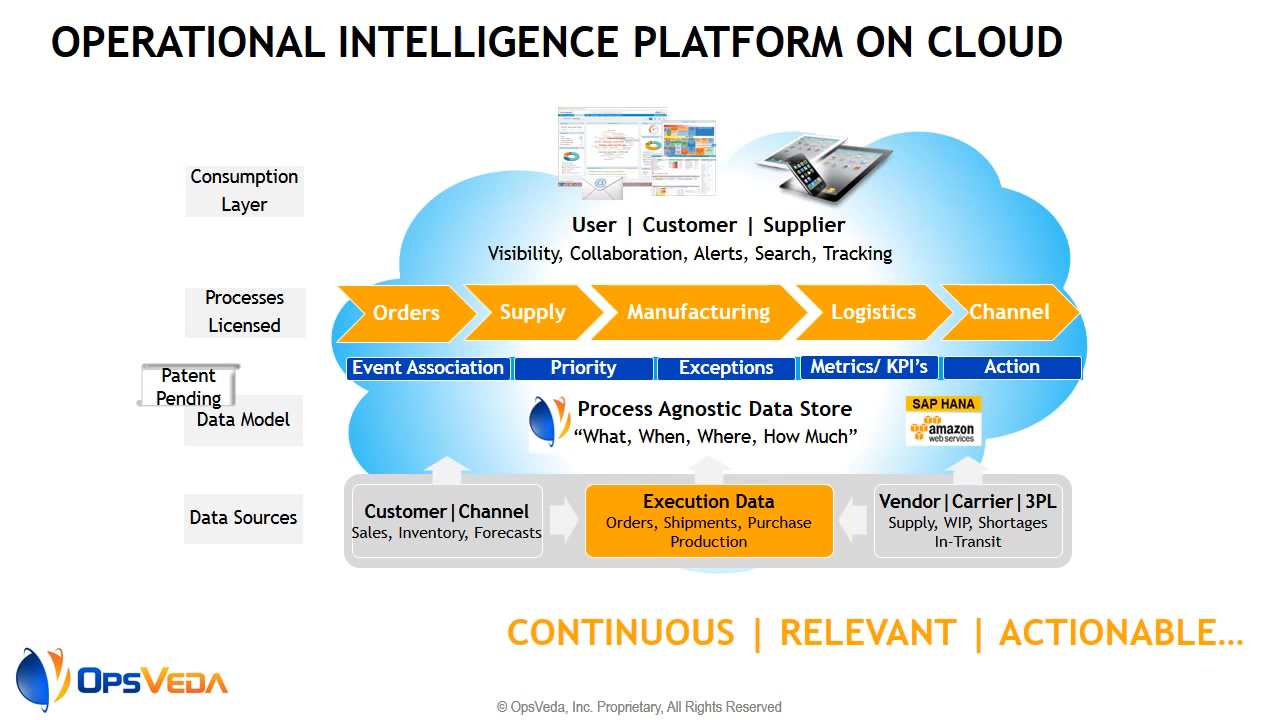 OPERATIONAL INTELLIGENCE PLATFORM ON CLOUD
Consumption
Layer
User | Customer | Supplier
Visibility, Collaboration, Alerts, Search, Tracking
Processes
Licensed
Orders
Supply
Manufacturing
Logistics
Channel
Event Association
Priority
Exceptions
Metrics/ KPI’s
Action
Patent
Pending
Data Model
Process Agnostic Data Store
“What, When, Where, How Much”
SAP HANA
amazon
web services
Data Sources
Customer|Channel
Sales, Inventory, Forecasts
Execution Data
Orders, Shipments, Purchase
Production
Vendor|Carrier|3PL
Supply, WIP, Shortages
In-Transit
CONTINUOUS | RELEVANT | ACTIONABLE…
OPSVEDA
© OpsVeda, Inc. Proprietary, All Rights Reserved